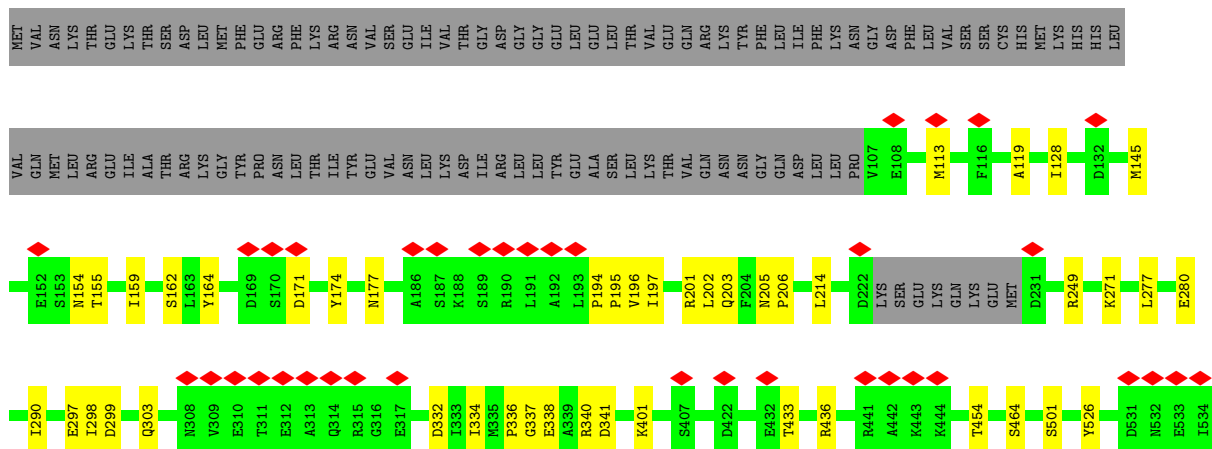 MET VAL ASN LYS THR GLU LYS THR SER ASP LEU MET PHE GLU ARG PHE LYS ARG ASN VAL SER GLU ILE VAL THR GLY ASP GLY GLY GLU LEU GLU LEU THR VAL GLU GLN ARG LYS TYR PHE LEU ILE PHE LYS ASN GLY ASP PHE LEU VAL SER SER CYS HIS MET LYS HIS HIS LEU
VAL GLN MET LEU ARG GLU ILE ALA THR ARG LYS GLY TYR PRO ASN LEU THR ILE TYR GLU VAL ASN LEU LYS ASP ILE ARG LEU LEU TYR GLU ALA SER LEU LYS THR VAL GLN ASN ASN GLY GLN ASP LEU LEU PRO V107 E108 M113 F116 A119 I128 D132 M145
E152 S153 N154 T155 I159 S162 L163 Y164 D169 S170 D171 Y174 N177 A186 S187 K188 S189 R190 L191 A192 L193 P194 P195 V196 I197 R201 L202 Q203 F204 N205 P206 L214 D222 LYS SER GLU LYS GLN LYS GLU MET D231 R249 K271 L277 E280
I290 E297 I298 D299 Q303 N308 V309 E310 T311 E312 A313 Q314 R315 G316 E317 D332 I333 I334 M335 P336 G337 E338 A339 R340 D341 K401 S407 D422 E432 T433 R436 R441 A442 K443 K444 T454 S464 S501 Y526 D531 N532 E533 I534